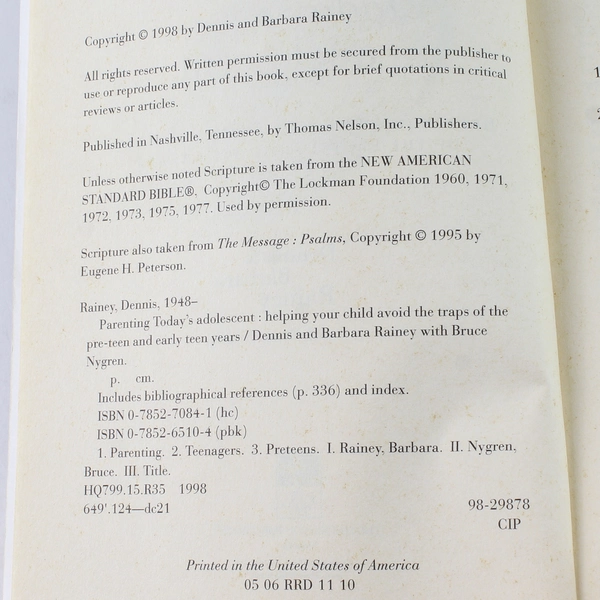 Copyright © 1998 by Dennis and Barbara Rainey
All rights reserved. Written permission must be secured from the publisher to
use or reproduce any part of this book, except for brief quotations in critical
reviews or articles.
Published in Nashville, Tennessee, by Thomas Nelson, Inc., Publishers.
Unless otherwise noted Scripture is taken from the NEW AMERICAN
STANDARD BIBLE®, Copyright© The Lockman Foundation 1960, 1971,
1972, 1973, 1975, 1977. Used by permission.
Scripture also taken from The Message : Psalms, Copyright © 1995 by
Eugene H. Peterson.
Rainey, Dennis, 1948–
Parenting Today's adolescent : helping your child avoid the traps of the
pre-teen and early teen years / Dennis and Barbara Rainey with Bruce
Nygren.
p. cm.
Includes bibliographical references (p. 336) and index.
ISBN 0-7852-7084-1 (hc)
ISBN 0-7852-6510-4 (pbk)
1. Parenting. 2. Teenagers. 3. Preteens. I. Rainey, Barbara. II. Nygren,
Bruce. III. Title.
HQ799.15.R35 1998
649'.124—dc21 98-29878
CIP
Printed in the United States of America
05 06 RRD 11 10